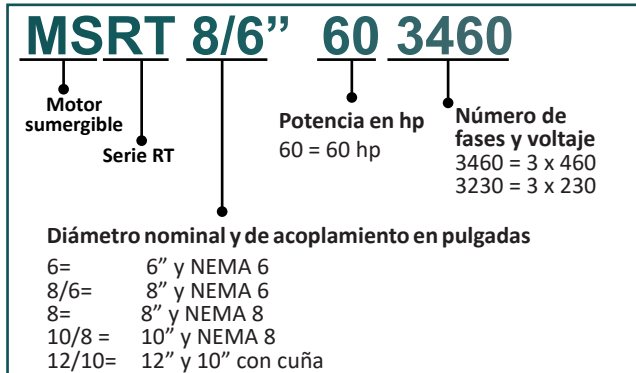 MSRT 8/6” 60 3460
Motor
sumergible
Serie RT
Potencia en hp
60 = 60 hp
Número de
fases y voltaje
3460 = 3 x 460
3230 = 3 x 230
Diámetro nominal y de acoplamiento en pulgadas
6= 6” y NEMA 6
8/6= 8” y NEMA 6
8= 8” y NEMA 8
10/8 = 10” y NEMA 8
12/10= 12” y 10” con cuña